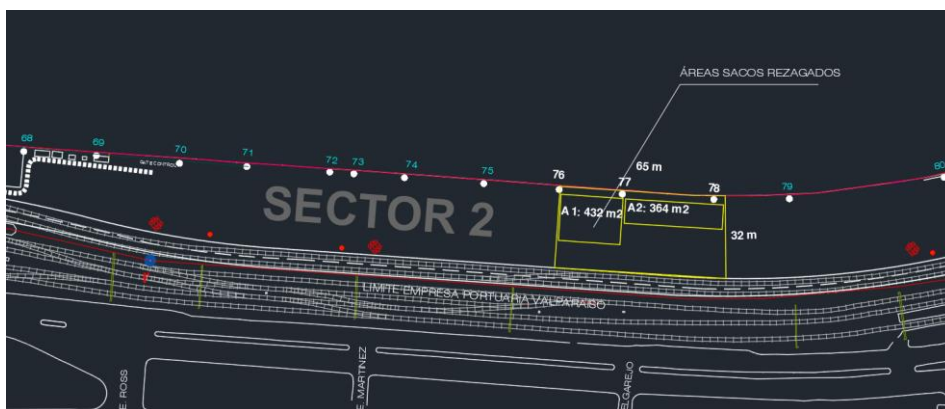 ÁREAS SACOS REZAGADOS
68
69
70
71
72
73
74
75
76
77
65 m
78
79
80
SECTOR 2
A 1: 432 m2
A2: 364 m2
32 m
LIMITE EMPRESA PORTUARIA VALPARAISO
E. ROSS
E. MARTINEZ